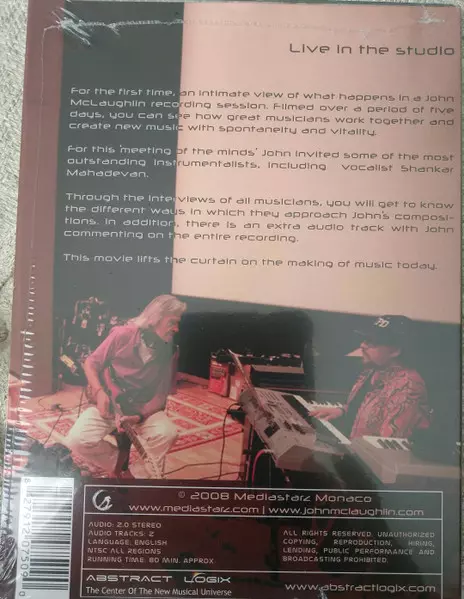 Live in the studio
For the first time, an intimate view of what happens in a John
McLaughlin recording session. Filmed over a period of five
days, you can see how great musicians work together and
create new music with spontaneity and vitality.
For this 'meeting of the minds' John invited some of the most
outstanding instrumentalists, including vocalist Shankar
Mahadevan.
Through the interviews of all musicians, you will get to know
the different ways in which they approach John's composi-
tions. In addition, there is an extra audio track with John
commenting on the entire recording.
This movie lifts the curtain on the making of music today.
© 2008 Mediastarz Monaco
www.mediastarz.com | www.johnmclaughlin.com
AUDIO: 2.0 STEREO
AUDIO TRACKS: 2
LANGUAGE: ENGLISH
NTSC ALL REGIONS
RUNNING TIME: 80 MIN. APPROX
ALL RIGHTS RESERVED. UNAUTHORIZED
COPYING, REPRODUCTION, HIRING,
LENDING, PUBLIC PERFORMANCE AND
BROADCASTING PROHIBITED.
ABSTRACT LOGIX
The Center Of The New Musical Universe
www.abstractlogix.com